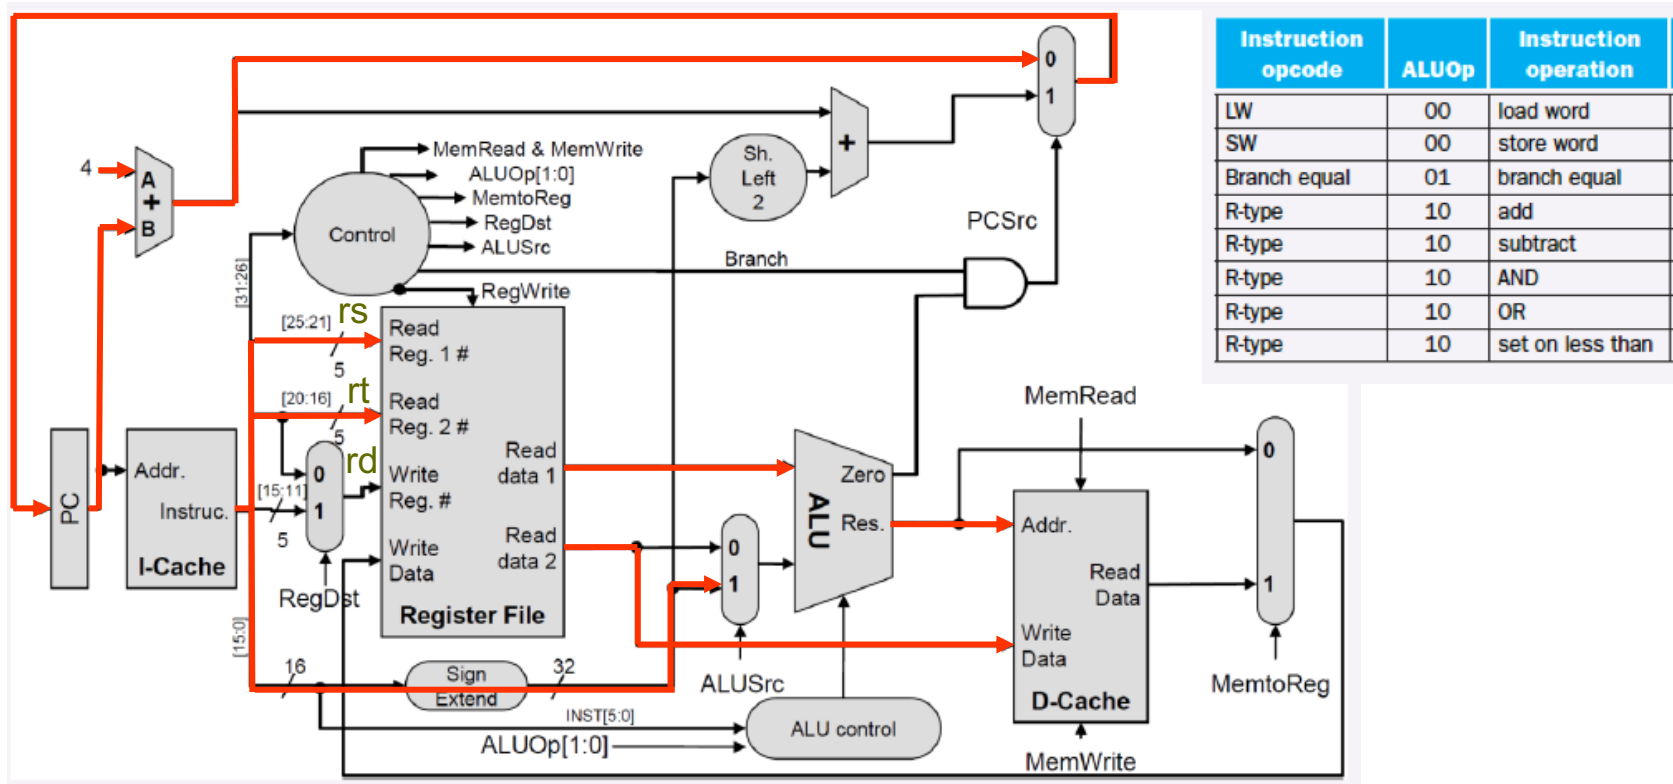 0
1
4
A
+
B
MemRead & MemWrite
ALUOp[1:0]
MemtoReg
RegDst
ALUSrc
Control
Sh.
Left
2
+
PCSrc
Branch
[31:26]
RegWrite
[25:21]
rs
5
Read
Reg. 1 #
[20:16]
rt
5
Read
Reg. 2 #
rd
Write
Reg. #
Write
Data
Read
data 1
Read
data 2
Register File
PC
Addr.
Instruc.
I-Cache
[15:11]
5
0
1
RegDst
[15:0]
16
Sign
Extend
32
INST[5:0]
ALUOp[1:0]
ALU control
0
1
ALUSrc
ALU
Zero
Res.
MemRead
Addr.
Read
Data
Write
Data
D-Cache
MemWrite
0
1
MemtoReg
Instruction opcode ALUOp Instruction operation
LW 00 load word
SW 00 store word
Branch equal 01 branch equal
R-type 10 add
R-type 10 subtract
R-type 10 AND
R-type 10 OR
R-type 10 set on less than